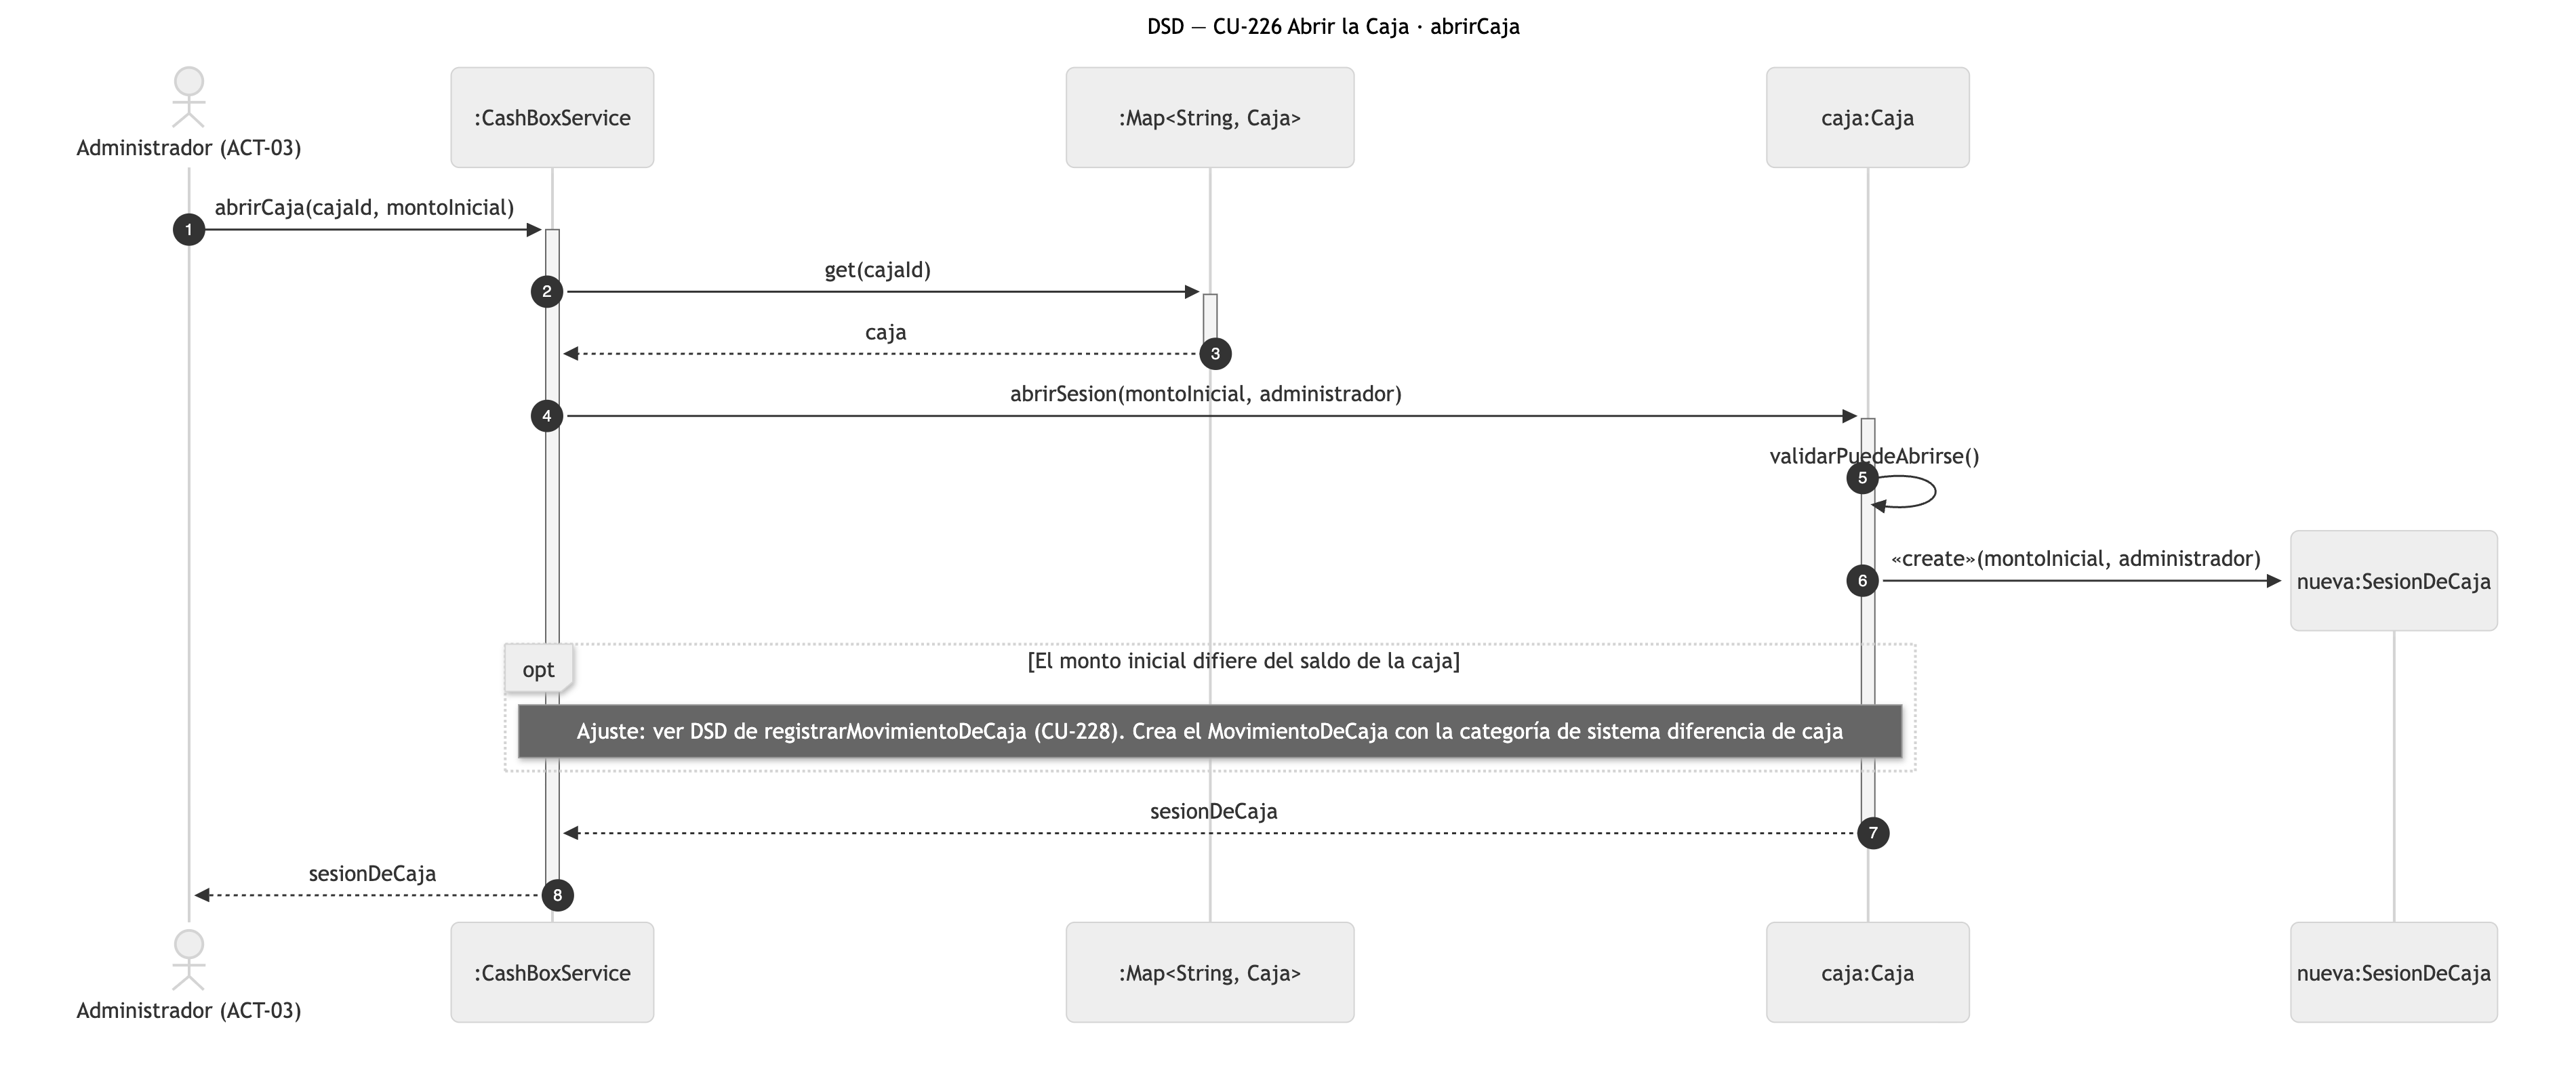 DSD — CU-226 Abrir la Caja · abrirCaja
Administrador (ACT-03)
:CashBoxService
:Map<String, Caja>
caja:Caja
abrirCaja(cajaId, montoInicial)
1
get(cajaId)
2
caja
3
abrirSesion(montoInicial, administrador)
4
validarPuedeAbrirse()
5
«create»(montoInicial, administrador)
6
nueva:SesionDeCaja
opt
[El monto inicial difiere del saldo de la caja]
Ajuste: ver DSD de registrarMovimientoDeCaja (CU-228). Crea el MovimientoDeCaja con la categoría de sistema diferencia de caja
sesionDeCaja
7
sesionDeCaja
8
Administrador (ACT-03)
:CashBoxService
:Map<String, Caja>
caja:Caja
nueva:SesionDeCaja